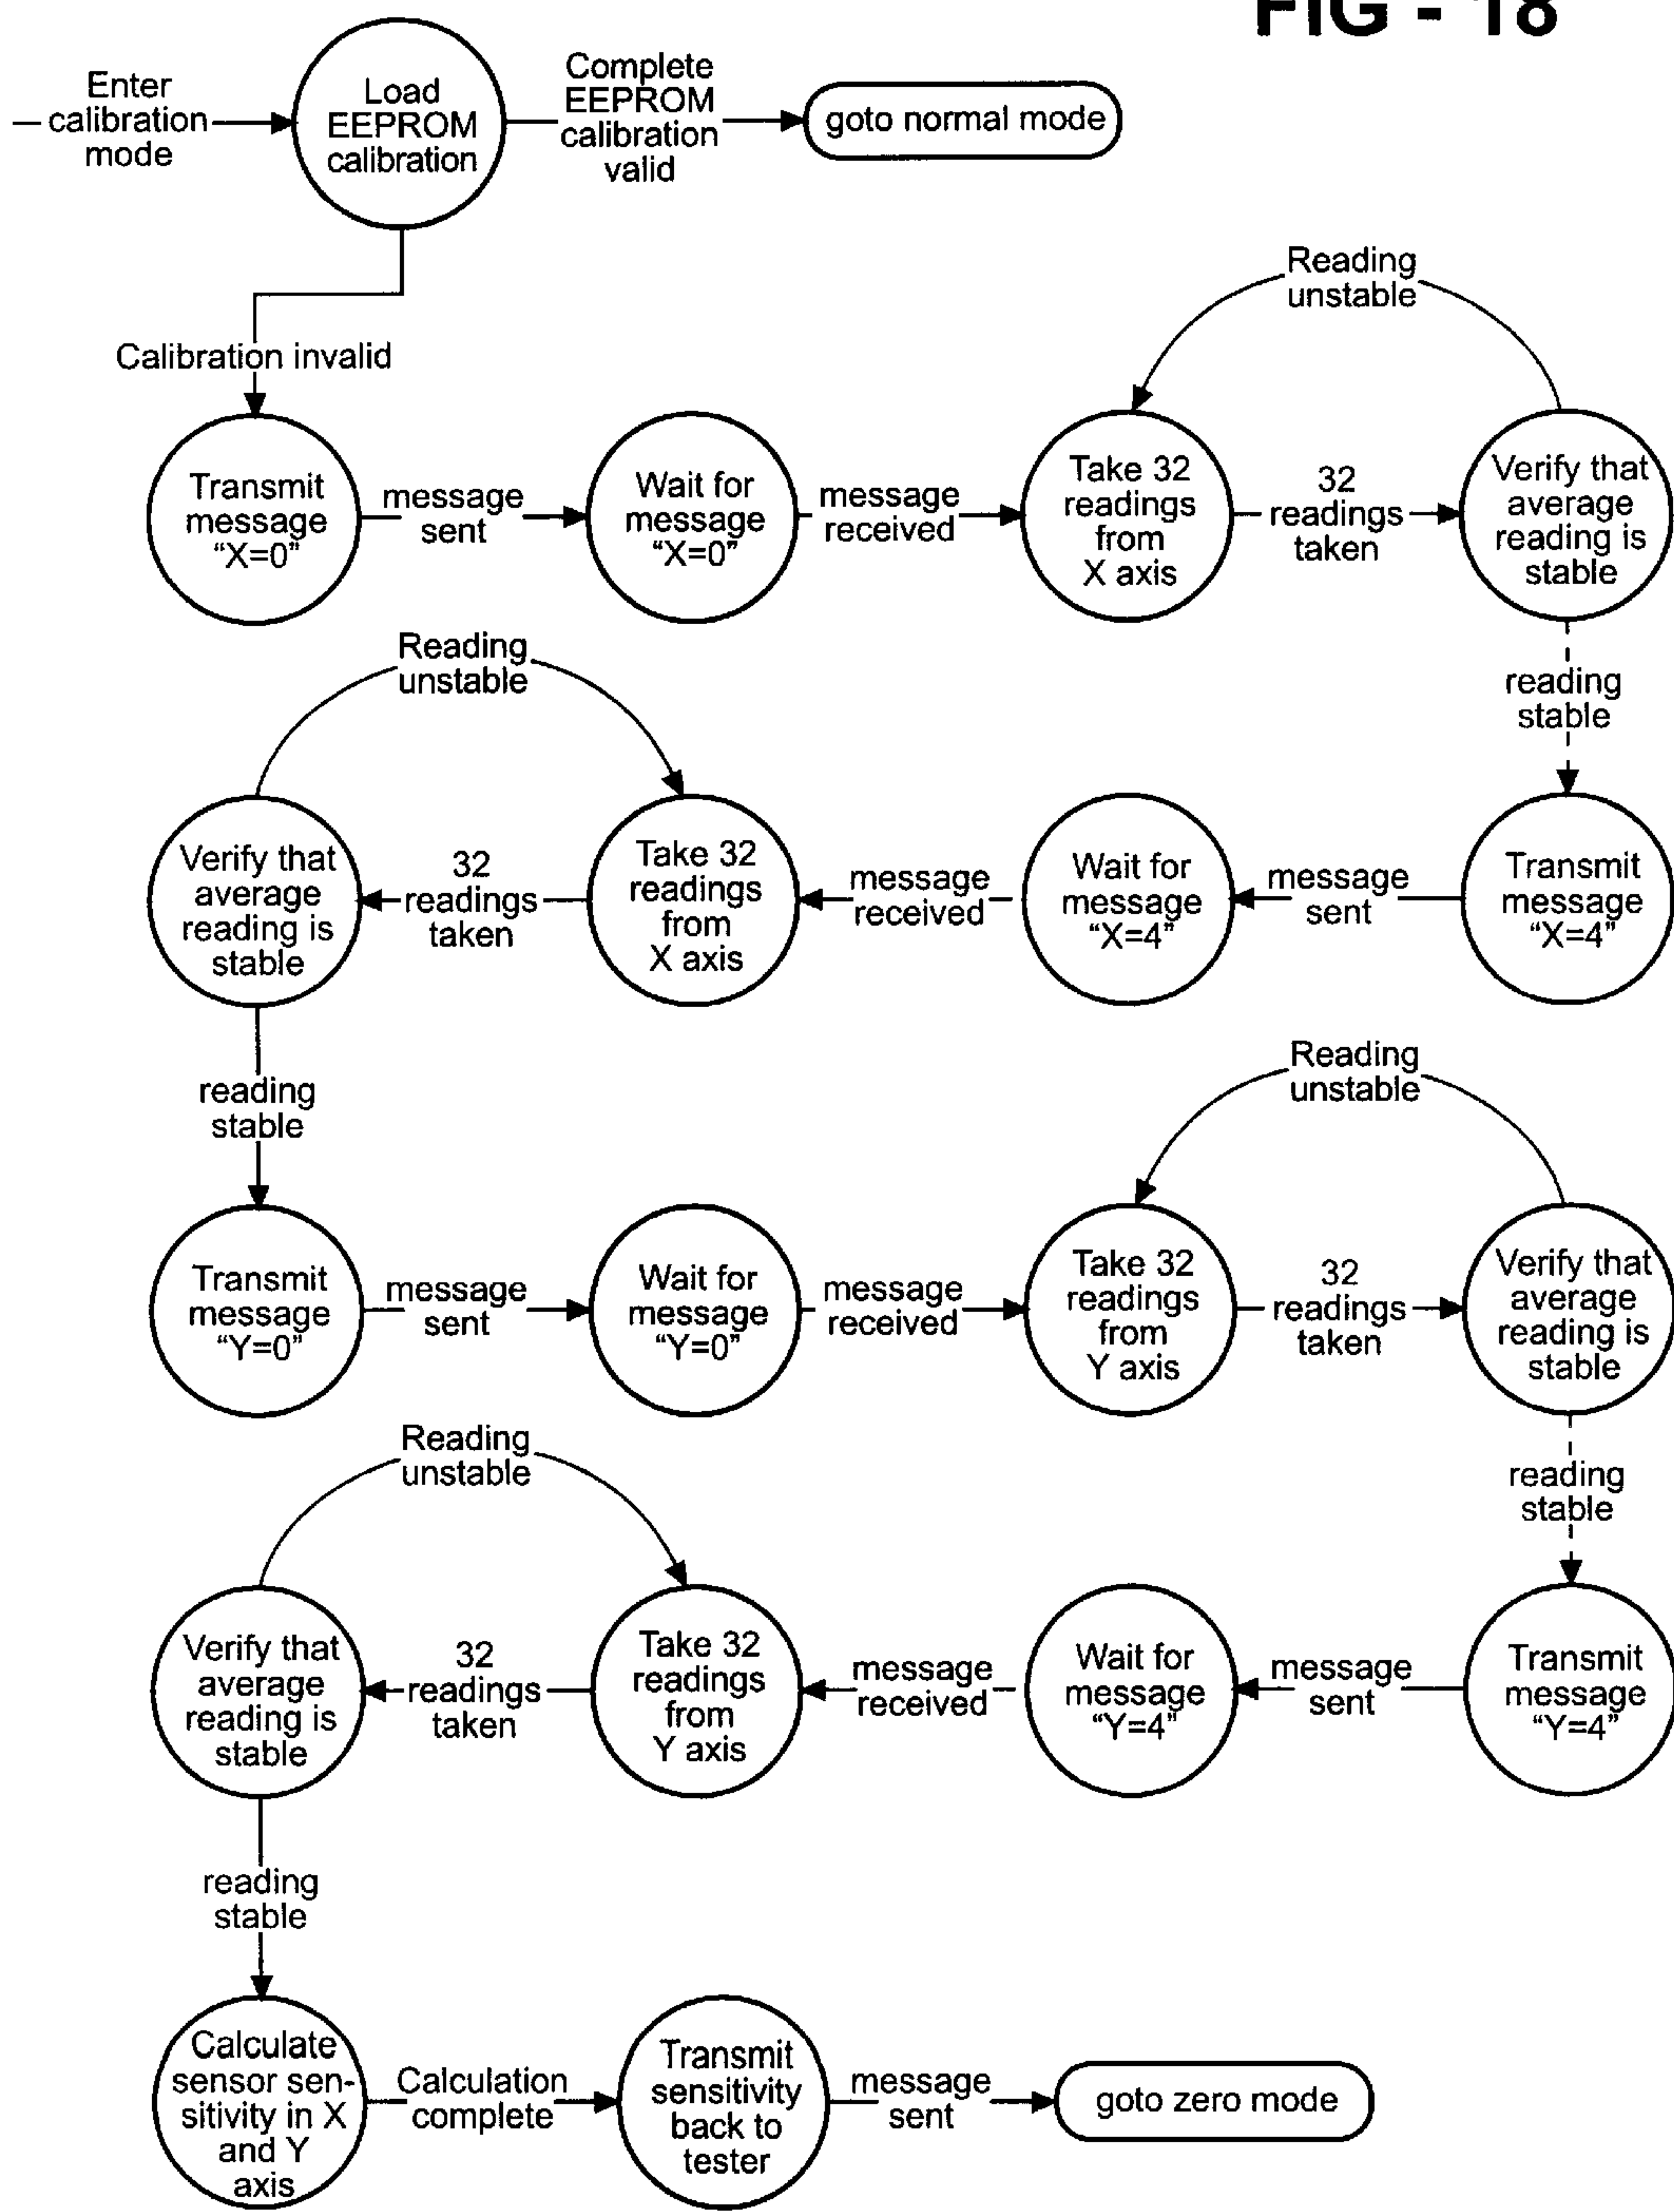 FIG - 18
Enter
calibration
mode
Load
EEPROM
calibration
Complete
EEPROM
calibration
valid
goto normal mode
Calibration invalid
Reading
unstable
Transmit
message
“X=0”
message
sent
Wait for
message
“X=0”
message
received
Take 32
readings
from
X axis
32
readings
taken
Verify that
average
reading is
stable
reading
stable
Reading
unstable
Verify that
average
reading is
stable
32
readings
taken
Take 32
readings
from
X axis
message
received
Wait for
message
“X=4”
message
sent
Transmit
message
“X=4”
reading
stable
Reading
unstable
Transmit
message
“Y=0”
message
sent
Wait for
message
“Y=0”
message
received
Take 32
readings
from
Y axis
32
readings
taken
Verify that
average
reading is
stable
reading
stable
Reading
unstable
Verify that
average
reading is
stable
32
readings
taken
Take 32
readings
from
Y axis
message
received
Wait for
message
“Y=4”
message
sent
Transmit
message
“Y=4”
reading
stable
Calculate
sensor sen-
sitivity in X
and Y
axis
Calculation
complete
Transmit
sensitivity
back to
tester
message
sent
goto zero mode